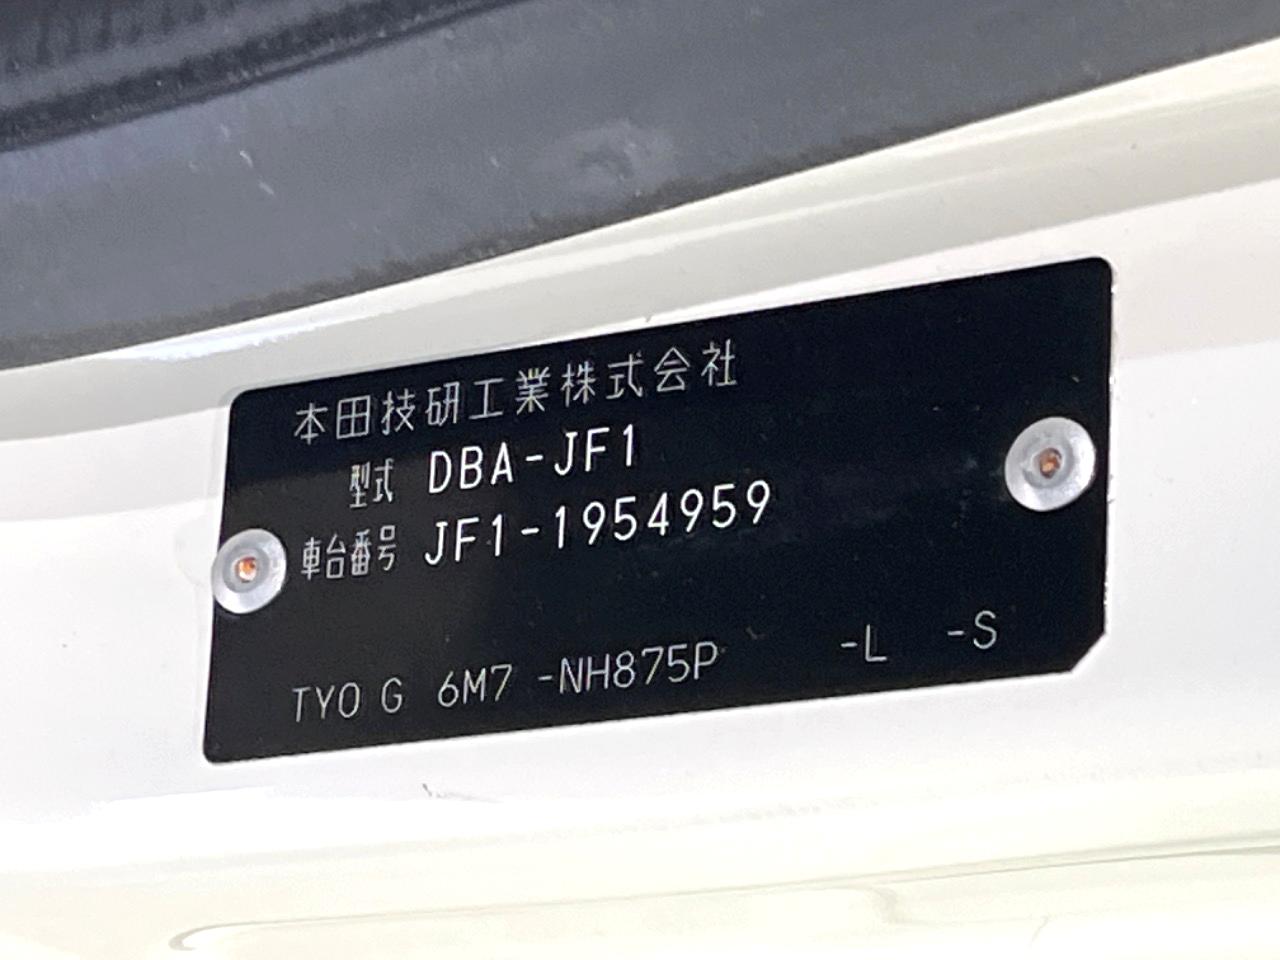 本田技研工業株式会社
型式 DBA-JF1
車台番号 JF1-1954959
TYO G 6M7 -NH875P -L -S